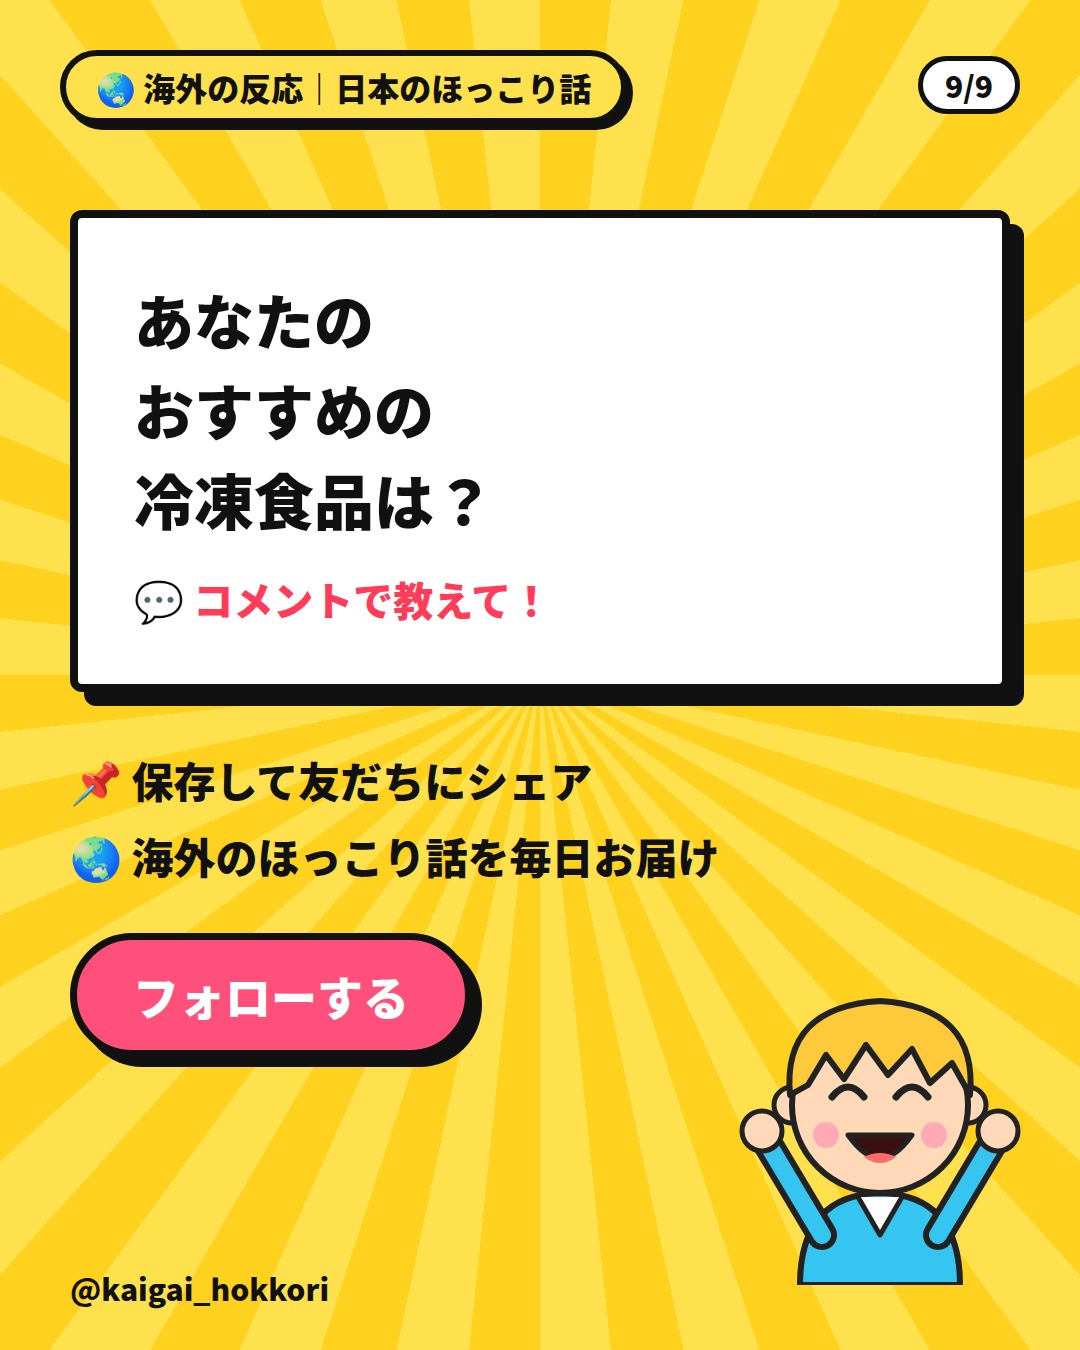 🌏 海外の反応｜日本のほっこり話
9/9
あなたの
おすすめの
冷凍食品は？
💬 コメントで教えて！
📌 保存して友だちにシェア
🌏 海外のほっこり話を毎日お届け
フォローする
@kaigai_hokkori